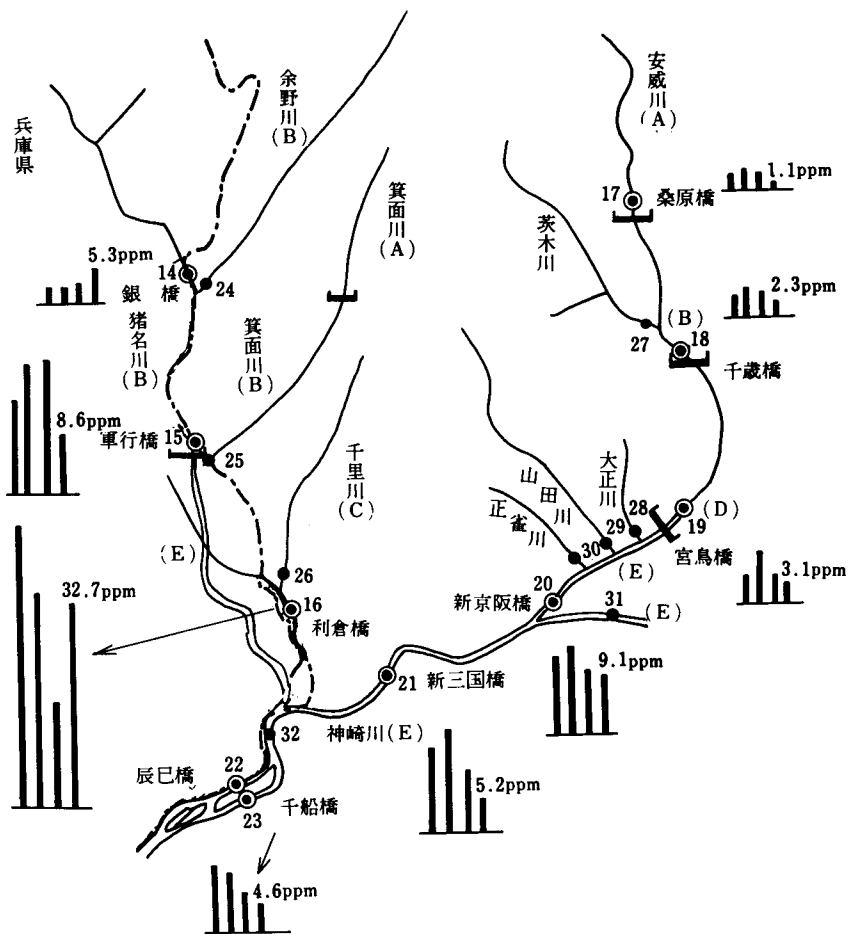 兵庫県
余野川
(B)
安威川
(A)
箕面川
(A)
茨木川
17
桑原橋
1.1ppm
5.3ppm
14
銀橋
24
猪名川
(B)
箕面川
(B)
2.3ppm
(B)
27
18
千歳橋
8.6ppm
15
軍行橋
25
千里川
(C)
大正川
山田川
正雀川
28
29
30
19
(D)
宮鳥橋
(E)
3.1ppm
(E)
26
16
利倉橋
32.7ppm
20
新京阪橋
31
(E)
9.1ppm
21
新三国橋
神崎川(E)
32
5.2ppm
辰巳橋
22
23
千船橋
4.6ppm